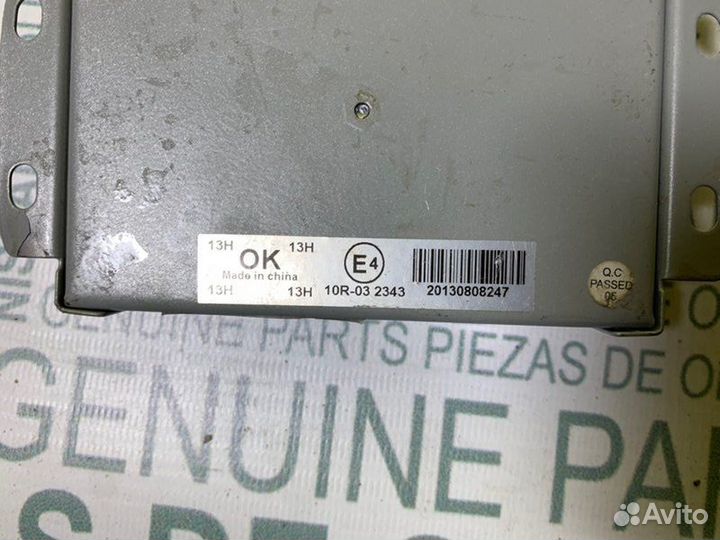 13H 13H
OK
Made in china
13H 13H
E4
10R-03 2343
20130808247
Q.C
PASSED
05
GENUINE PARTS PIEZAS DE O
GENUINE PAR
Avito